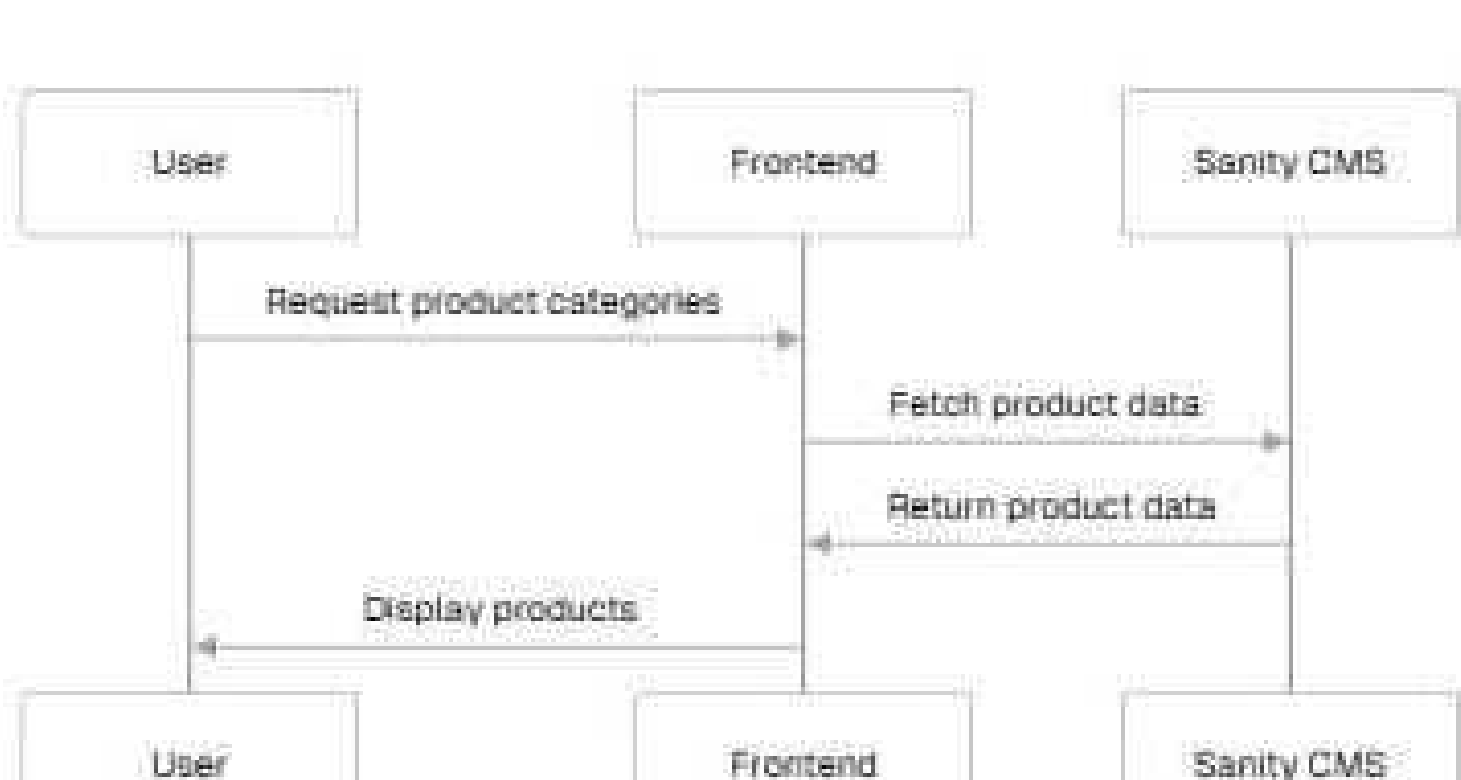 User Frontend Sanity CMS
Request product categories
Fetch product data
Return product data
Display products
User Frontend Sanity CMS